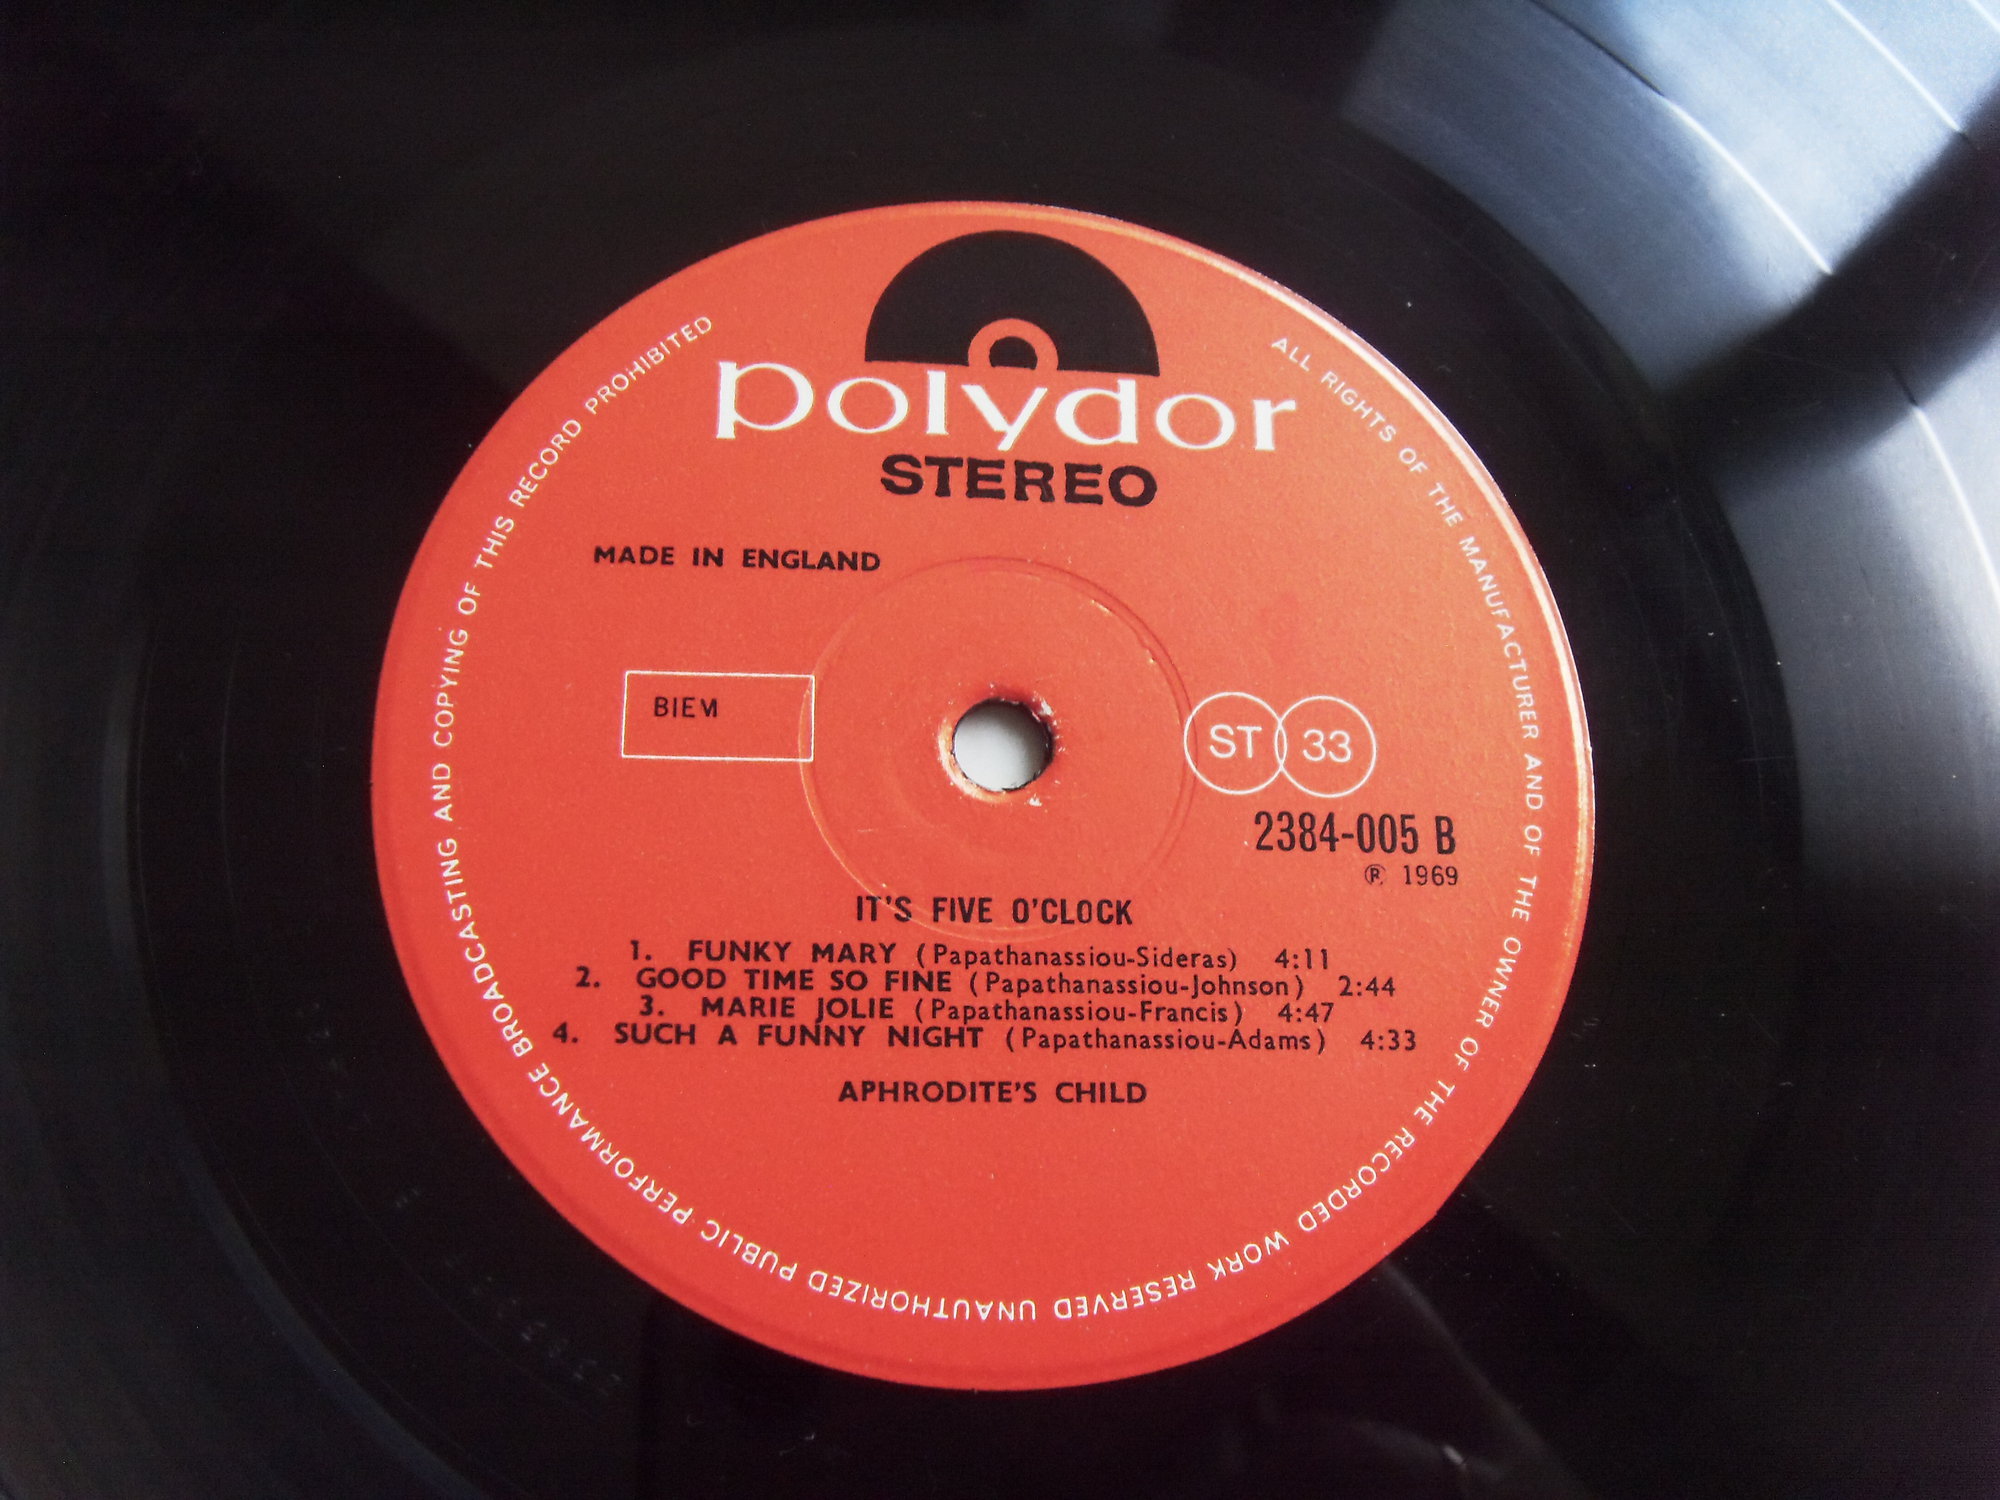 polydor
STEREO
MADE IN ENGLAND
BIEM
ST 33
2384-005 B
℗ 1969
IT'S FIVE O'CLOCK
1. FUNKY MARY (Papathanassiou-Sideras) 4:11
2. GOOD TIME SO FINE (Papathanassiou-Johnson) 2:44
3. MARIE JOLIE (Papathanassiou-Francis) 4:47
4. SUCH A FUNNY NIGHT (Papathanassiou-Adams) 4:33
APHRODITE'S CHILD
ALL RIGHTS OF THE MANUFACTURER AND OF THE OWNER OF THE RECORDED WORK RESERVED UNAUTHORIZED PUBLIC PERFORMANCE BROADCASTING AND COPYING OF THIS RECORD PROHIBITED